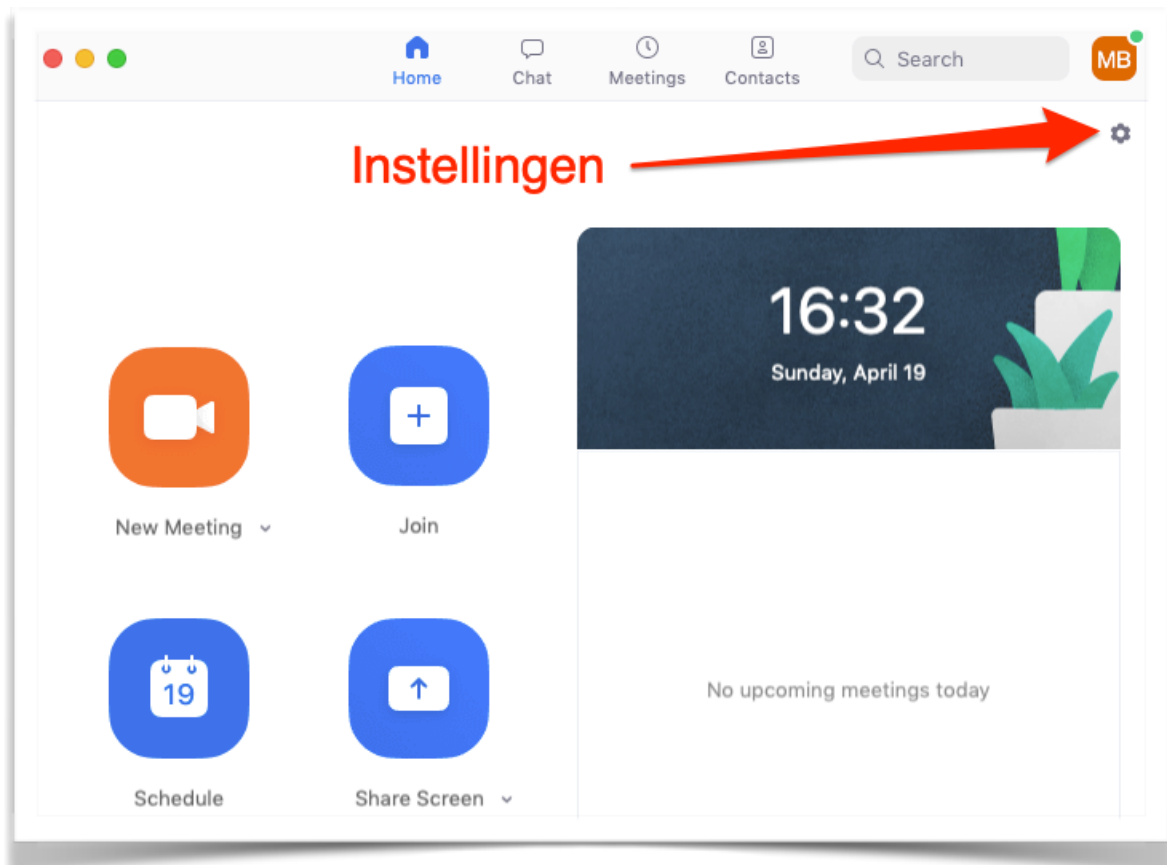 Home
Chat
Meetings
Contacts
Search
MB
Instellingen
16:32
Sunday, April 19
New Meeting
Join
19
Schedule
Share Screen
No upcoming meetings today